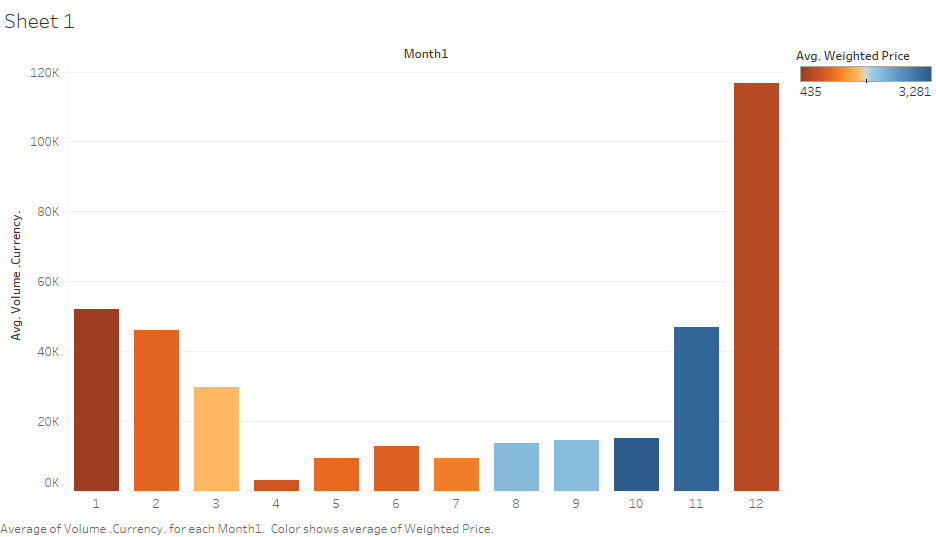 Sheet 1
Month1
Avg. Weighted Price
435 3,281
120K
100K
80K
60K
40K
20K
0K
Avg. Volume .Currency.
1 2 3 4 5 6 7 8 9 10 11 12
Average of Volume .Currency. for each Month1. Color shows average of Weighted Price.